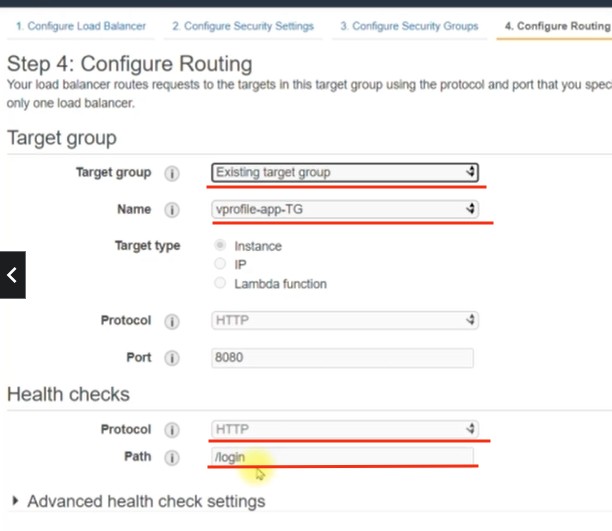 1. Configure Load Balancer 2. Configure Security Settings 3. Configure Security Groups 4. Configure Routing
Step 4: Configure Routing
Your load balancer routes requests to the targets in this target group using the protocol and port that you spec
only one load balancer.
Target group
Target group i Existing target group
Name i vprofile-app-TG
Target type Instance
IP
Lambda function
Protocol i HTTP
Port i 8080
Health checks
Protocol i HTTP
Path i /login
Advanced health check settings